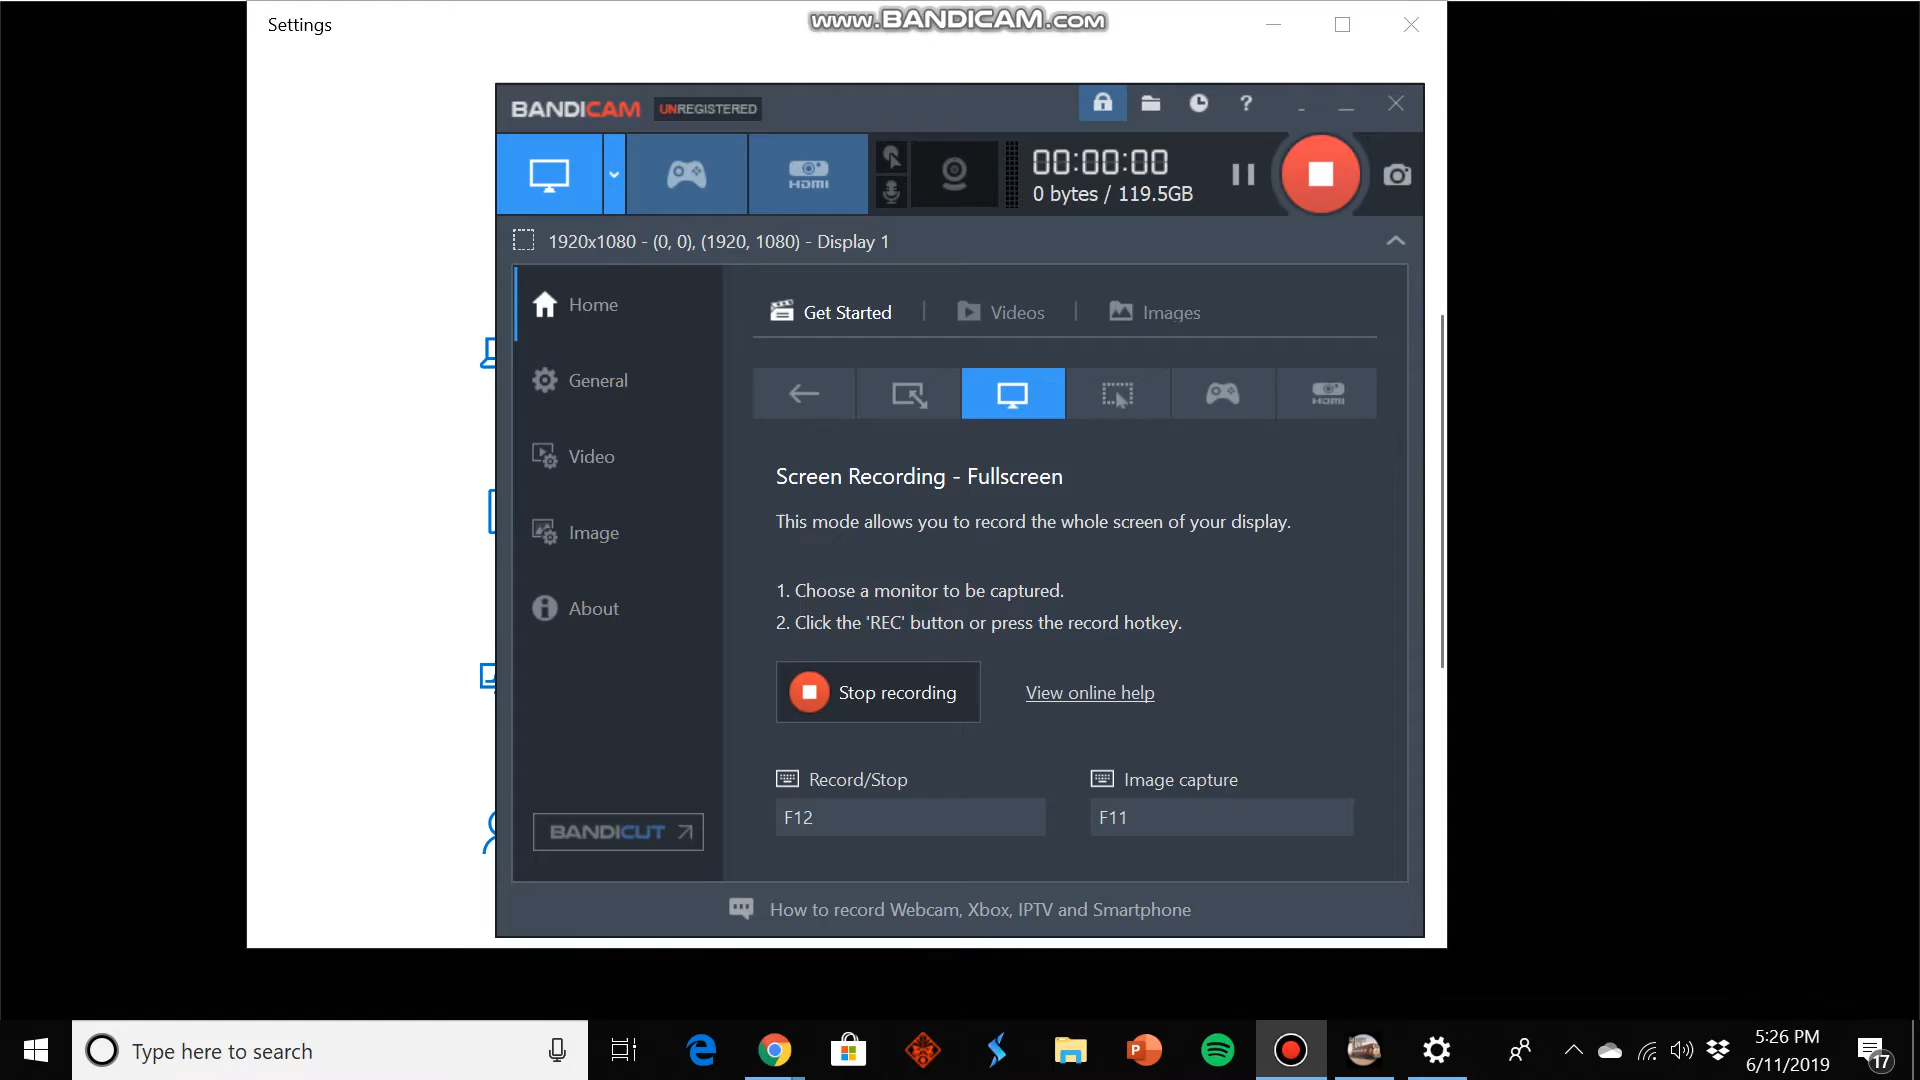 Settings
www.BANDICAM.com
BANDICAM UNREGISTERED
?
HDMI
00:00:00
0 bytes / 119.5GB
1920x1080 - (0, 0), (1920, 1080) - Display 1
Home
General
Video
Image
About
BANDICUT
Get Started
Videos
Images
HDMI
Screen Recording - Fullscreen
This mode allows you to record the whole screen of your display.
1. Choose a monitor to be captured.
2. Click the 'REC' button or press the record hotkey.
Stop recording
View online help
Record/Stop
Image capture
F12
F11
How to record Webcam, Xbox, IPTV and Smartphone
Type here to search
5:26 PM
6/11/2019
17